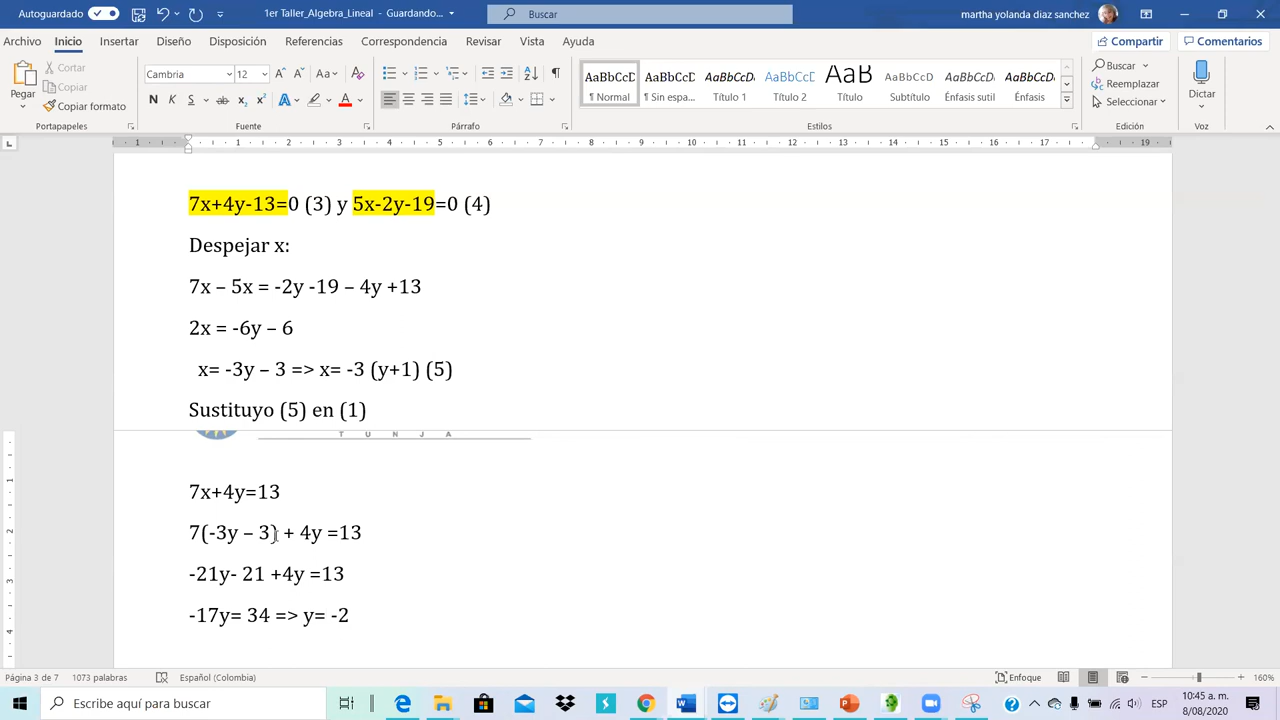 Autoguardado
Documento1
Buscar
martha yolanda diaz sanchez
Archivo Inicio Insertar Diseño Disposición Referencias Correspondencia Revisar Vista Ayuda
Compartir Comentarios
Pegar
Cortar
Copiar
Copiar formato
Cambria 12
N K S
AaBbCcD AaBbCcD AaBbCcD AaBbCcD AaB AaBbCcD AaBbCcD AaBbCcD
¶ Normal ¶ Sin espa... Título 1 Título 2 Subtítulo Énfasis sutil Énfasis
Buscar
Reemplazar
Seleccionar
Dictar
Portapapeles Fuente Párrafo Estilos Edición Voz
7x+4y-13=0 (3) y 5x-2y-19=0 (4)
Despejar x:
7x – 5x = -2y -19 – 4y +13
2x = -6y – 6
x= -3y – 3 => x= -3 (y+1) (5)
Sustituyo (5) en (1)
T U N J A
7x+4y=13
7(-3y – 3) + 4y =13
-21y- 21 +4y =13
-17y= 34 => y= -2
Página 3 de 7 1073 palabras Español (Colombia) Enfoque 160%
Escribe aquí para buscar
ESP
10:45 a. m.
8/08/2020